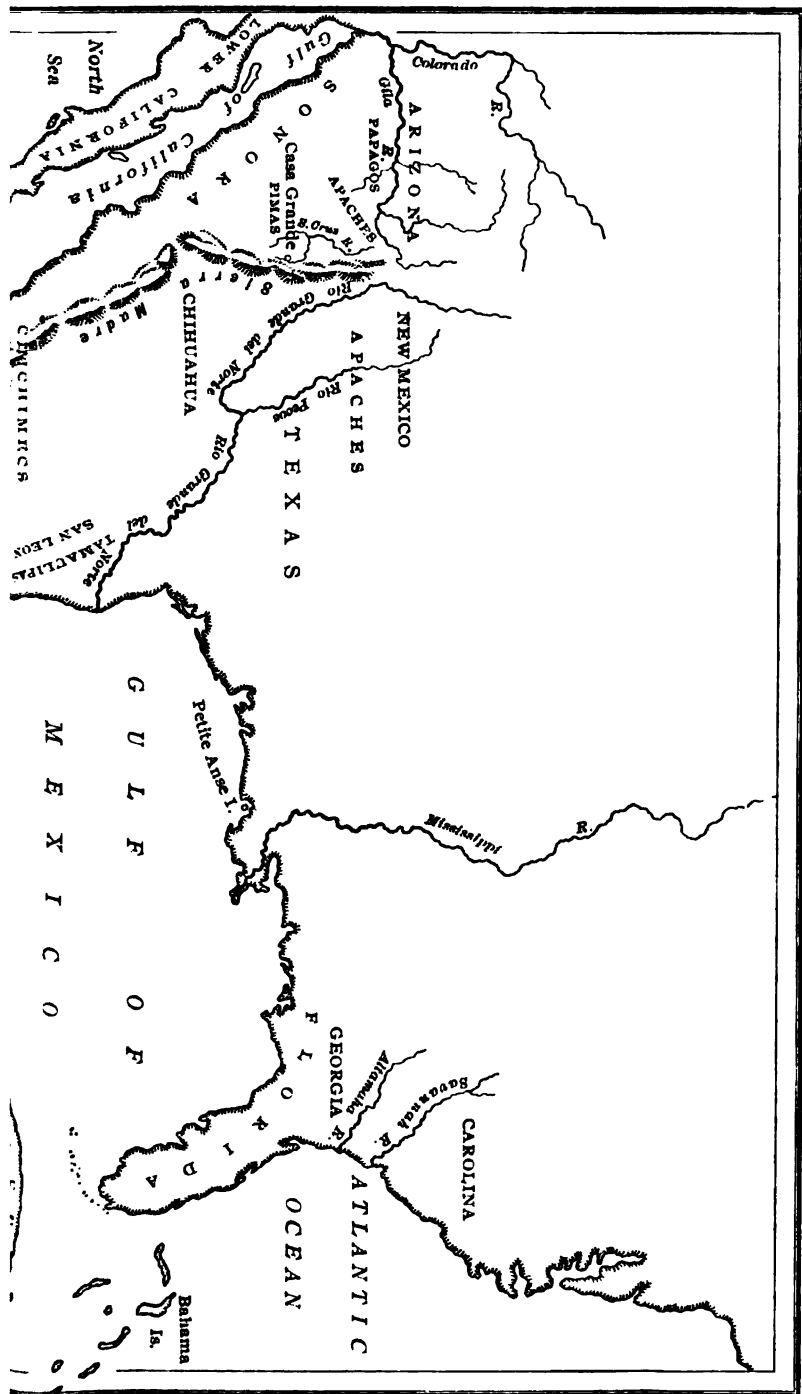 Colorado
R.
ARIZONA
Gila R.
PAPAGOS
APACHES
North
Sea
LOWER
CALIFORNIA
Gulf
of
California
SONORA
Casa Grande
PIMAS
S. Crus R.
Sierra
Madre
CHIHUAHUA
NEW MEXICO
APACHES
Rio Grande
del Norte
Rio Pecos
TEXAS
Rio Grande
del
Norte
SAN LEON
TAMAULIPAS
Mississippi
R.
Petite Anse I.
GULF OF
MEXICO
CAROLINA
Savannah R.
Altamaha
R.
GEORGIA
FLORIDA
ATLANTIC
OCEAN
Bahama
Is.